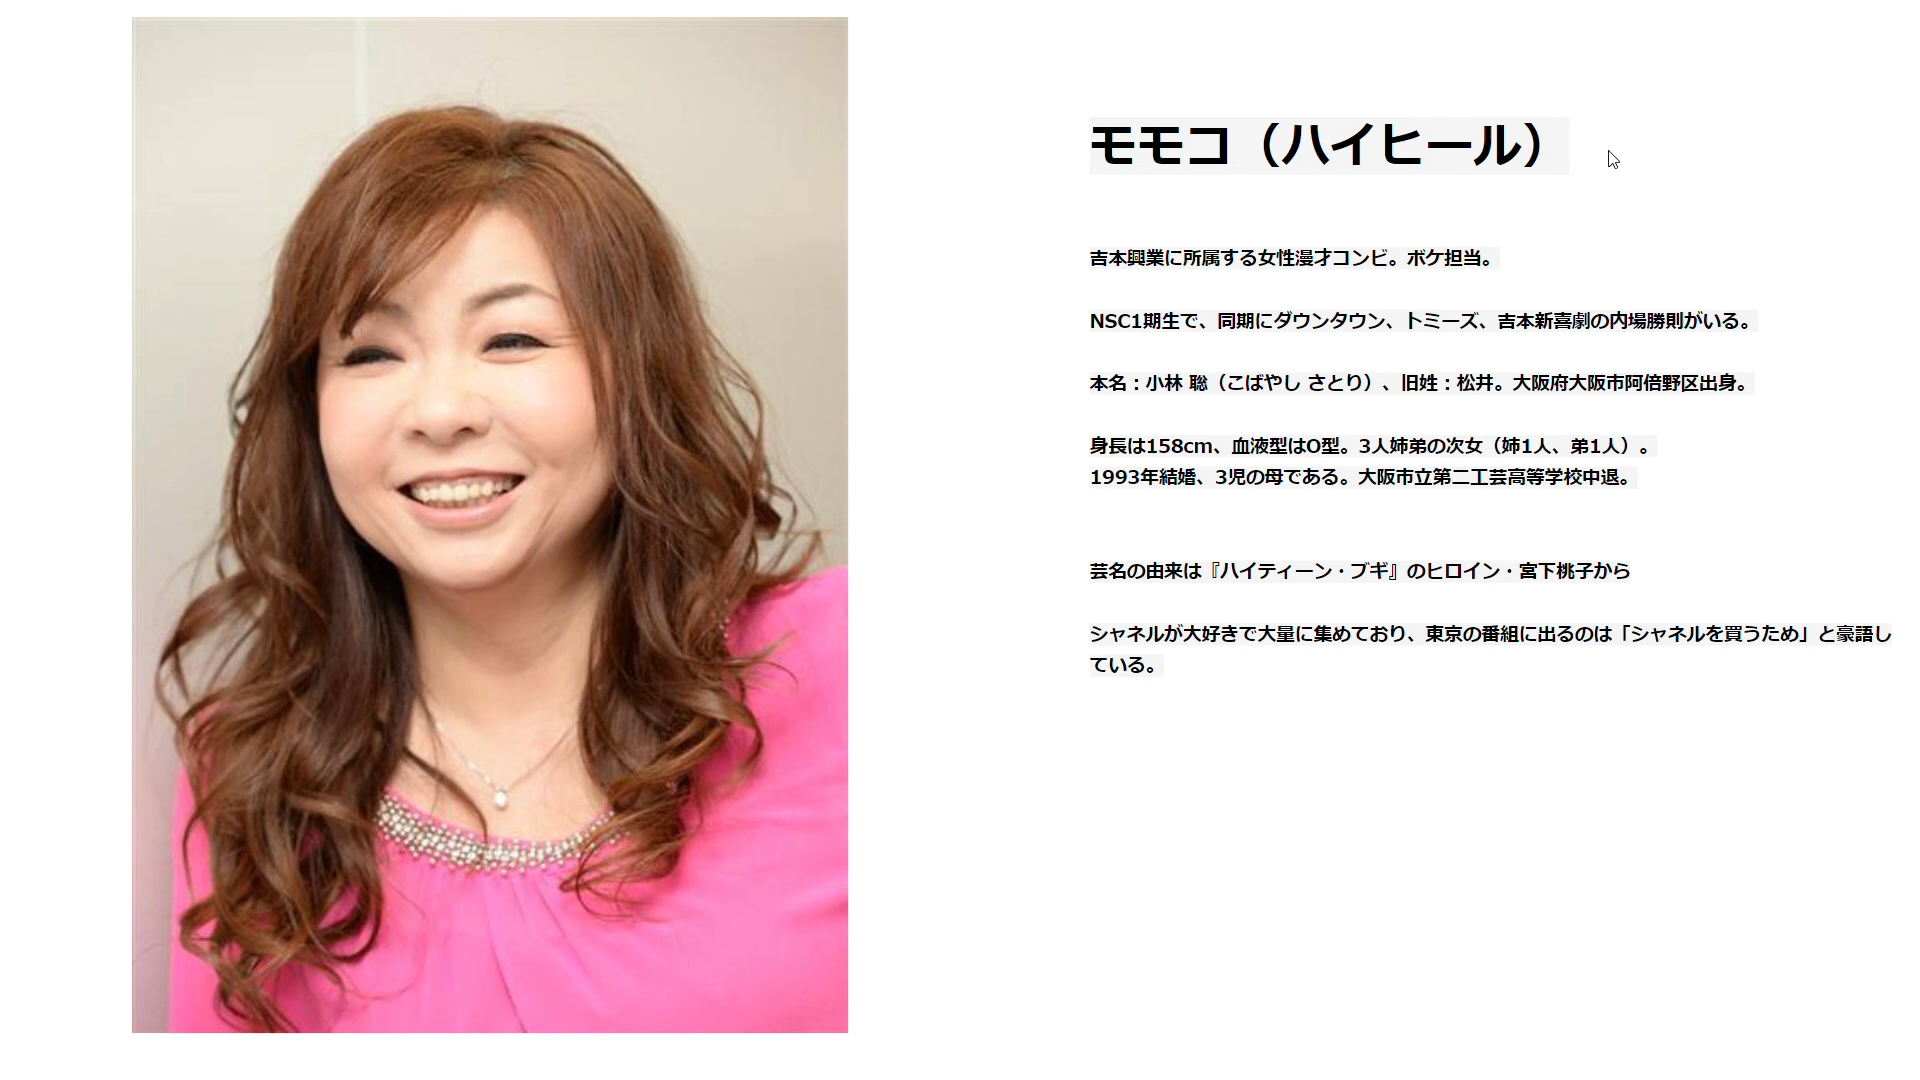 モモコ（ハイヒール）
吉本興業に所属する女性漫才コンビ。ボケ担当。
NSC1期生で、同期にダウンタウン、トミーズ、吉本新喜劇の内場勝則がいる。
本名：小林 聡（こばやし さとり）、旧姓：松井。大阪府大阪市阿倍野区出身。
身長は158cm、血液型はO型。3人姉弟の次女（姉1人、弟1人）。
1993年結婚、3児の母である。大阪市立第二工芸高等学校中退。
芸名の由来は『ハイティーン・ブギ』のヒロイン・宮下桃子から
シャネルが大好きで大量に集めており、東京の番組に出るのは「シャネルを買うため」と豪語し
ている。